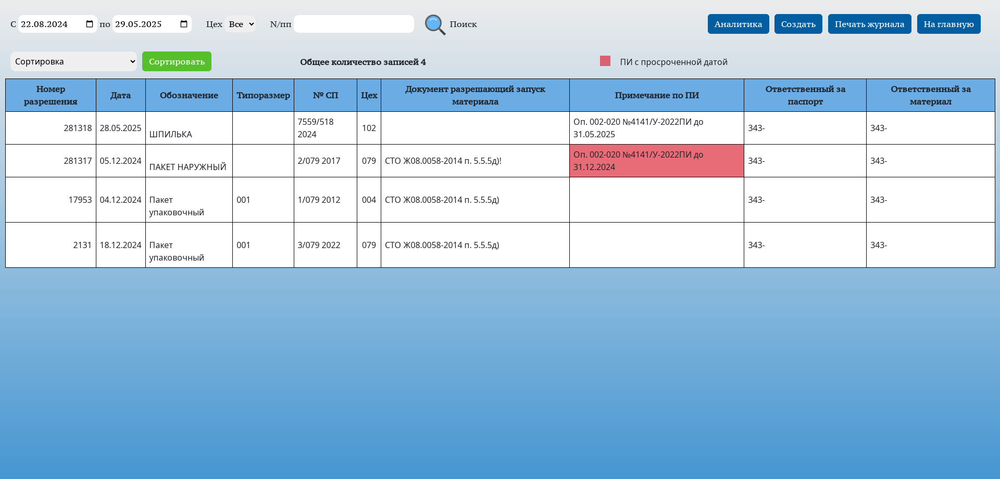 С 22.08.2024 по 29.05.2025 Цех Все N/пп Поиск Аналитика Создать Печать журнала На главную
Сортировка Сортировать Общее количество записей 4 ПИ с просроченной датой
Номер разрешения Дата Обозначение Типоразмер № СП Цех Документ разрешающий запуск материала Примечание по ПИ Ответственный за паспорт Ответственный за материал
281318 28.05.2025 ШПИЛЬКА 7559/518 2024 102 Оп. 002-020 №4141/У-2022ПИ до 31.05.2025 343- 343-
281317 05.12.2024 ПАКЕТ НАРУЖНЫЙ 2/079 2017 079 СТО Ж08.0058-2014 п. 5.5.5д)! Оп. 002-020 №4141/У-2022ПИ до 31.12.2024 343- 343-
17953 04.12.2024 Пакет упаковочный 001 1/079 2012 004 СТО Ж08.0058-2014 п. 5.5.5д) 343- 343-
2131 18.12.2024 Пакет упаковочный 001 3/079 2022 079 СТО Ж08.0058-2014 п. 5.5.5д) 343- 343-